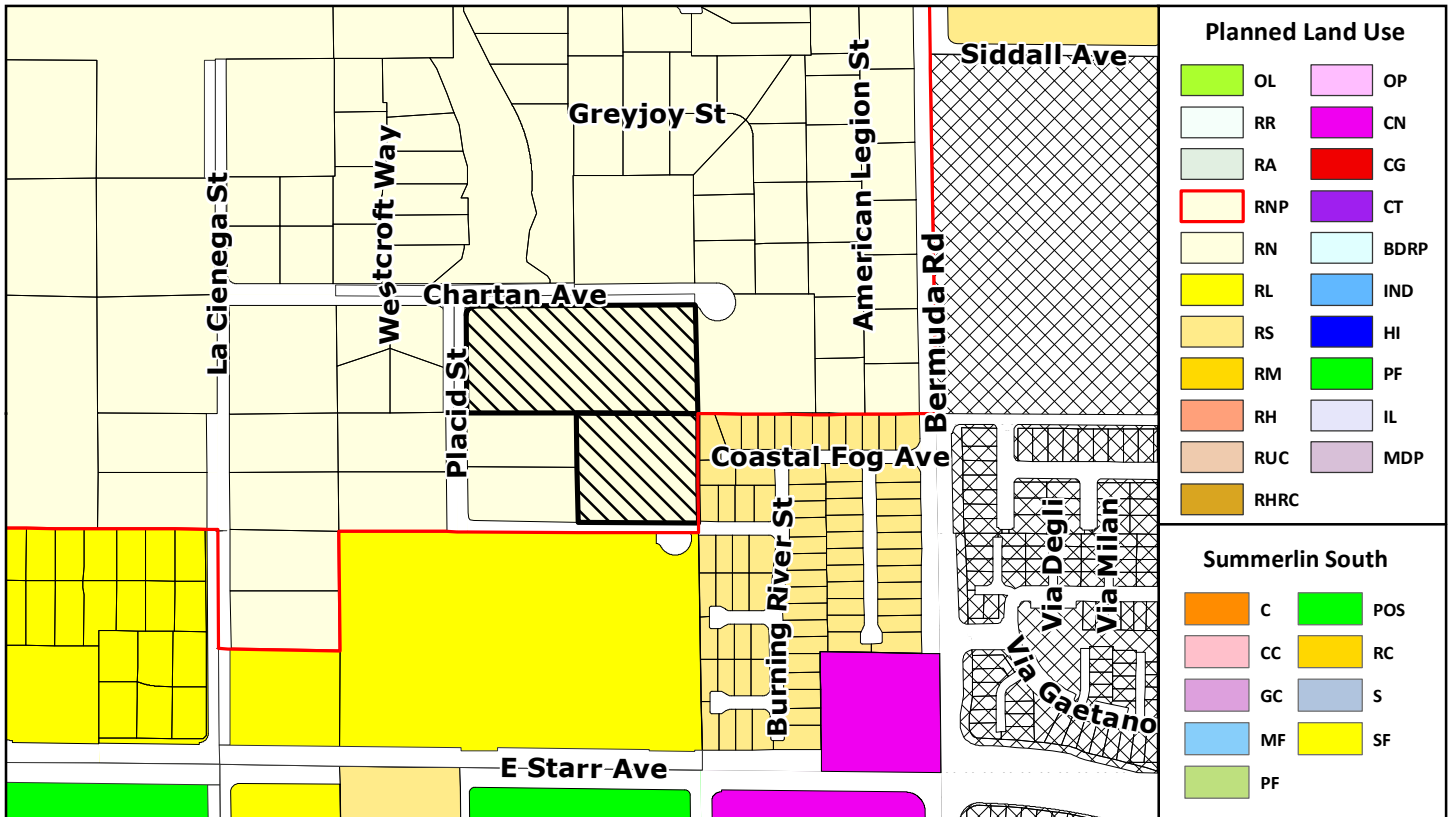 Siddall Ave
Greyjoy St
American Legion St
Westcroft Way
La Cienega St
Bermuda Rd
Chartan Ave
Placid St
Coastal Fog Ave
Burning River St
Via Degli
Via Milan
Via Gaetano
E Starr Ave
Planned Land Use
OL
OP
RR
CN
RA
CG
RNP
CT
RN
BDRP
RL
IND
RS
HI
RM
PF
RH
IL
RUC
MDP
RHRC
Summerlin South
C
POS
CC
RC
GC
S
MF
SF
PF